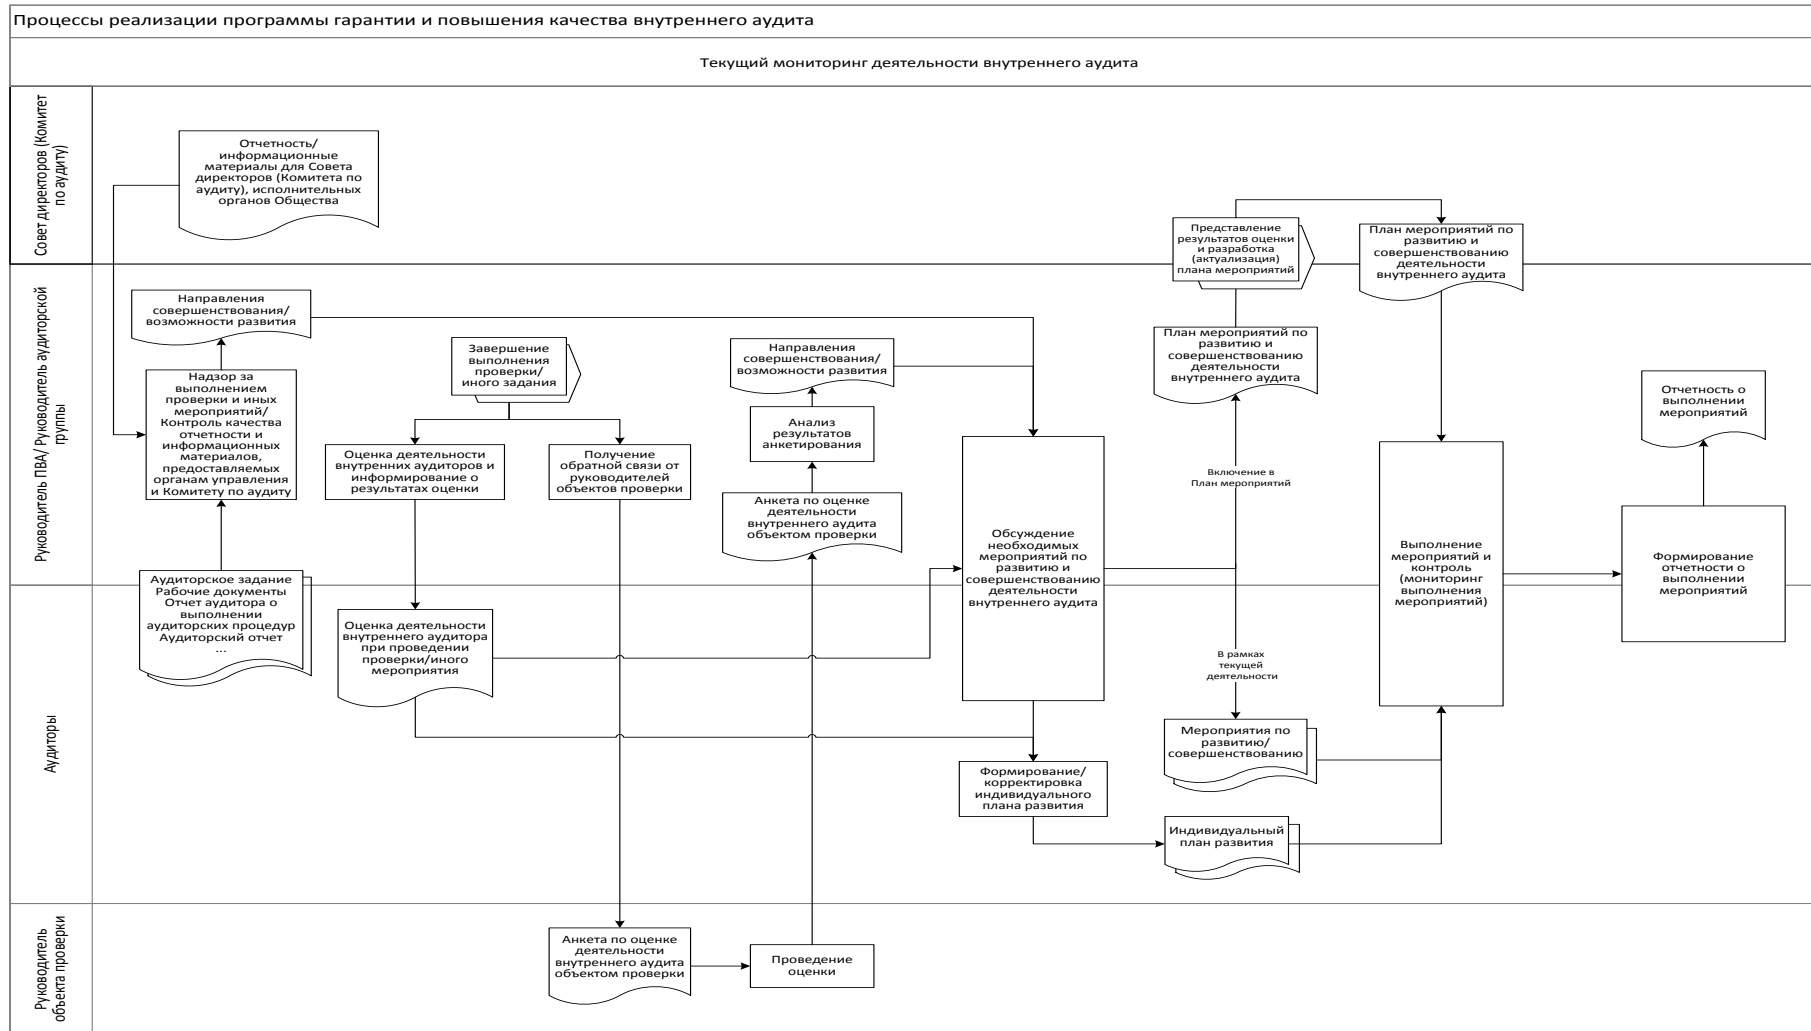 Процессы реализации программы гарантии и повышения качества внутреннего аудита
Текущий мониторинг деятельности внутреннего аудита
Совет директоров (Комитет
по аудиту)
Отчетность/
информационные
материалы для Совета
директоров (Комитета по
аудиту), исполнительных
органов Общества
Представление
результатов оценки
и разработка
(актуализация)
плана мероприятий
План мероприятий по
развитию и
совершенствованию
деятельности
внутреннего аудита
Руководитель ПВА/ Руководитель аудиторской
группы
Направления
совершенствования/
возможности развития
Надзор за
выполнением
проверки и иных
мероприятий/
Контроль качества
отчетности и
информационных
материалов,
предоставляемых
органам управления
и Комитету по аудиту
Завершение
выполнения
проверки/
иного задания
Оценка деятельности
внутренних аудиторов и
информирование о
результатах оценки
Получение
обратной связи от
руководителей
объектов проверки
Направления
совершенствования/
возможности развития
Анализ
результатов
анкетирования
Анкета по оценке
деятельности
внутреннего аудита
объектом проверки
Обсуждение
необходимых
мероприятий по
развитию и
совершенствованию
деятельности
внутреннего аудита
План мероприятий по
развитию и
совершенствованию
деятельности
внутреннего аудита
Включение в
План мероприятий
Выполнение
мероприятий и
контроль
(мониторинг
выполнения
мероприятий)
Отчетность о
выполнении
мероприятий
Формирование
отчетности о
выполнении
мероприятий
Аудиторы
Аудиторское задание
Рабочие документы
Отчет аудитора о
выполнении
аудиторских процедур
Аудиторский отчет
...
Оценка деятельности
внутреннего аудитора
при проведении
проверки/иного
мероприятия
В рамках
текущей
деятельности
Мероприятия по
развитию/
совершенствованию
Формирование/
корректировка
индивидуального
плана развития
Индивидуальный
план развития
Руководитель
объекта проверки
Анкета по оценке
деятельности
внутреннего аудита
объектом проверки
Проведение
оценки